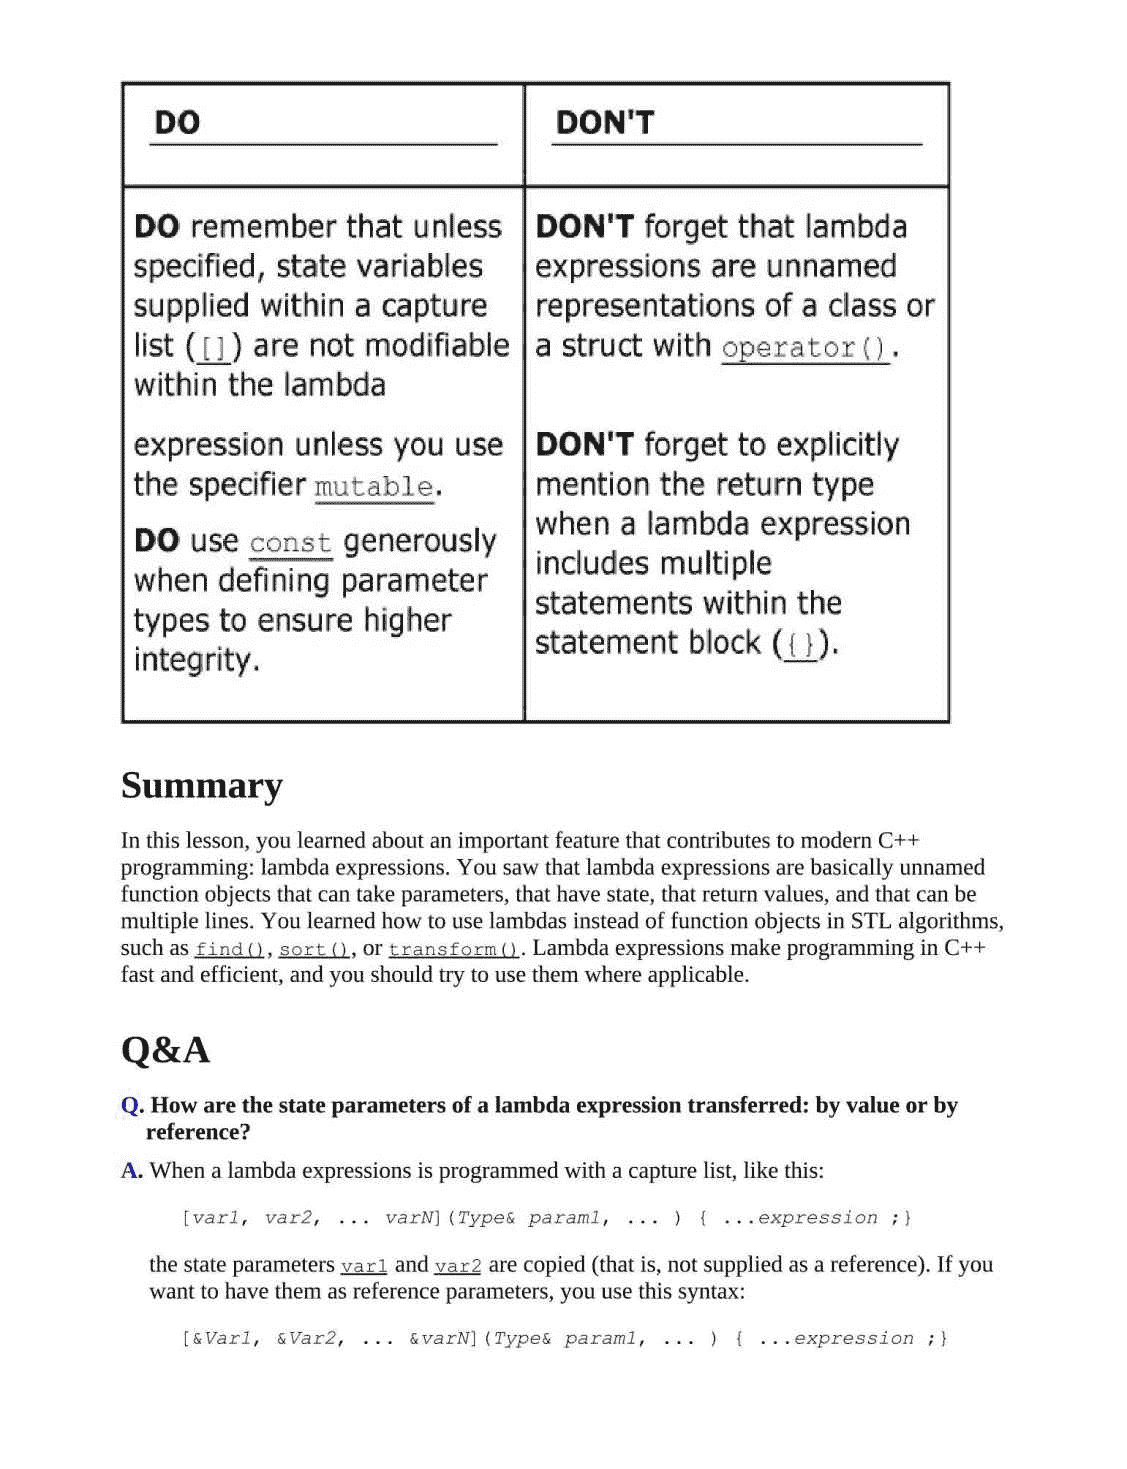 DO
DON'T
DO remember that unless
specified, state variables
supplied within a capture
list ([]) are not modifiable
within the lambda
expression unless you use
the specifier mutable.
DO use const generously
when defining parameter
types to ensure higher
integrity.
DON'T forget that lambda
expressions are unnamed
representations of a class or
a struct with operator().
DON'T forget to explicitly
mention the return type
when a lambda expression
includes multiple
statements within the
statement block ({}).
Summary
In this lesson, you learned about an important feature that contributes to modern C++
programming: lambda expressions. You saw that lambda expressions are basically unnamed
function objects that can take parameters, that have state, that return values, and that can be
multiple lines. You learned how to use lambdas instead of function objects in STL algorithms,
such as find(), sort(), or transform(). Lambda expressions make programming in C++
fast and efficient, and you should try to use them where applicable.
Q&A
Q. How are the state parameters of a lambda expression transferred: by value or by
reference?
A. When a lambda expressions is programmed with a capture list, like this:
[var1, var2, ... varN](Type& param1, ... ) { ...expression ;}
the state parameters var1 and var2 are copied (that is, not supplied as a reference). If you
want to have them as reference parameters, you use this syntax:
[&Var1, &Var2, ... &varN](Type& param1, ... ) { ...expression ;}